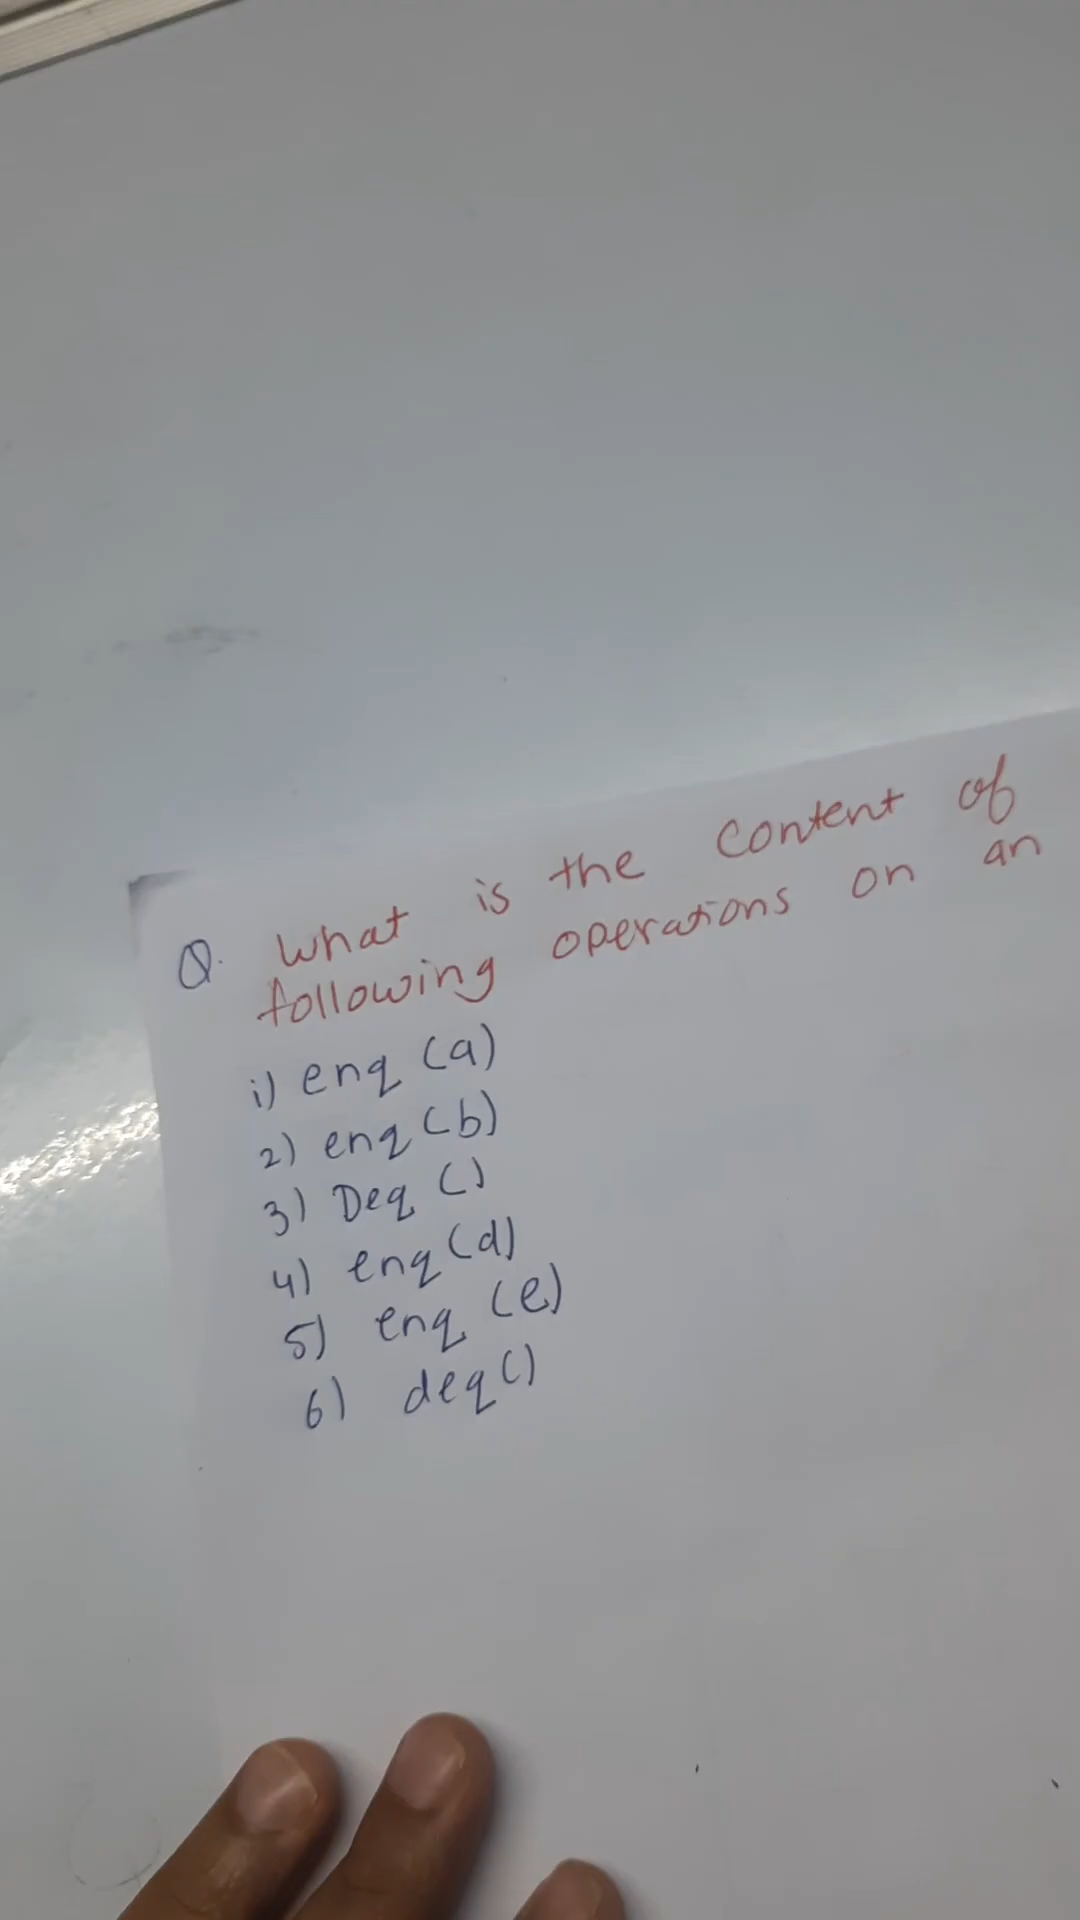 Q. What is the content of
following operations on an
i) enq (a)
2) enq (b)
3) Deq ()
4) enq (d)
5) enq (e)
6) deq ()